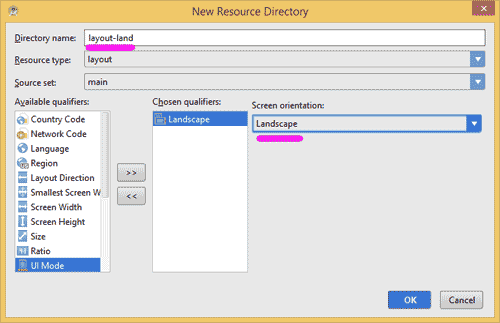 New Resource Directory
Directory name:
layout-land
Resource type:
layout
Source set:
main
Available qualifiers:
Chosen qualifiers:
Screen orientation:
Country Code
Network Code
Language
Region
Layout Direction
Smallest Screen W
Screen Width
Screen Height
Size
Ratio
UI Mode
>>
<<
Landscape
Landscape
OK
Cancel